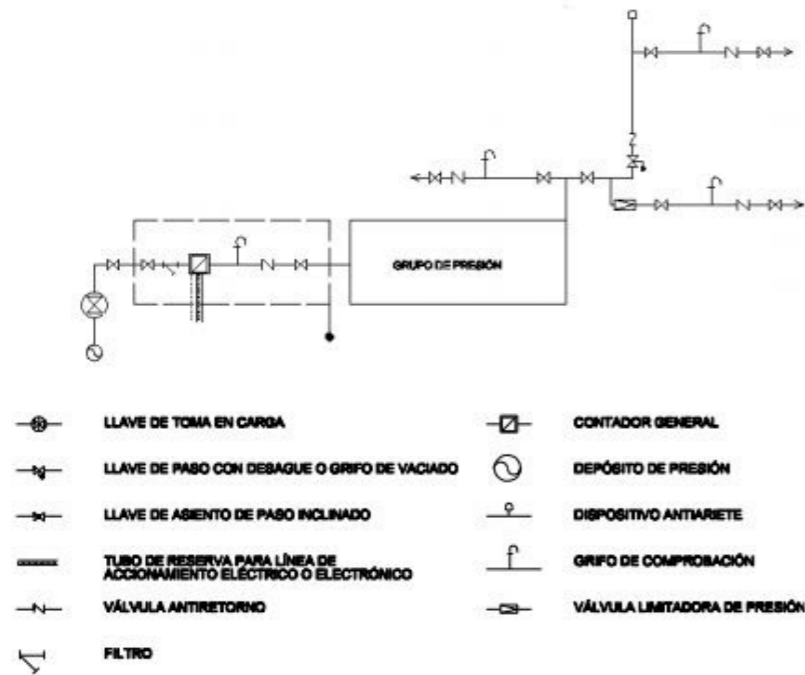 GRUPO DE PRESIÓN
LLAVE DE TOMA EN CARGA
CONTADOR GENERAL
LLAVE DE PASO CON DESAGUE O GRIFO DE VACIADO
DEPÓSITO DE PRESIÓN
LLAVE DE ASIENTO DE PASO INCLINADO
DISPOSITIVO ANTIARIETE
TUBO DE RESERVA PARA LÍNEA DE
ACCIONAMIENTO ELÉCTRICO O ELECTRÓNICO
GRIFO DE COMPROBACIÓN
VÁLVULA ANTIRETORNO
VÁLVULA LIMITADORA DE PRESIÓN
FILTRO